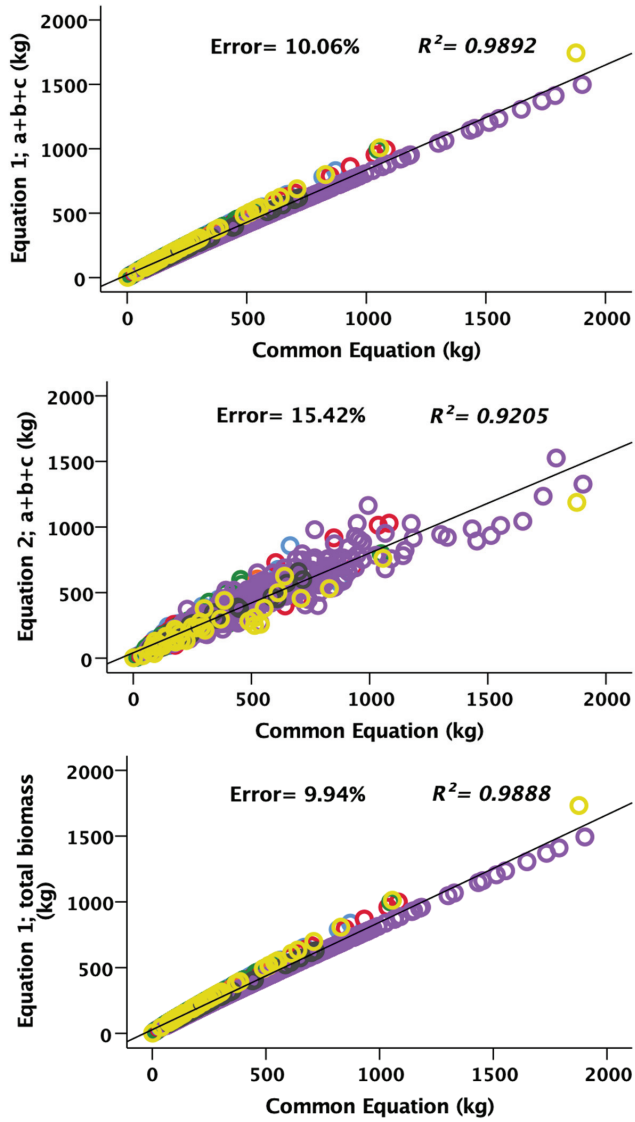 2000
Error= 10.06% R²= 0.9892
1500
1000
500
0
Equation 1; a+b+c (kg)
0 500 1000 1500 2000
Common Equation (kg)
2000
Error= 15.42% R²= 0.9205
1500
1000
500
0
Equation 2; a+b+c (kg)
0 500 1000 1500 2000
Common Equation (kg)
2000
Error= 9.94% R²= 0.9888
1500
1000
500
0
Equation 1; total biomass
(kg)
0 500 1000 1500 2000
Common Equation (kg)